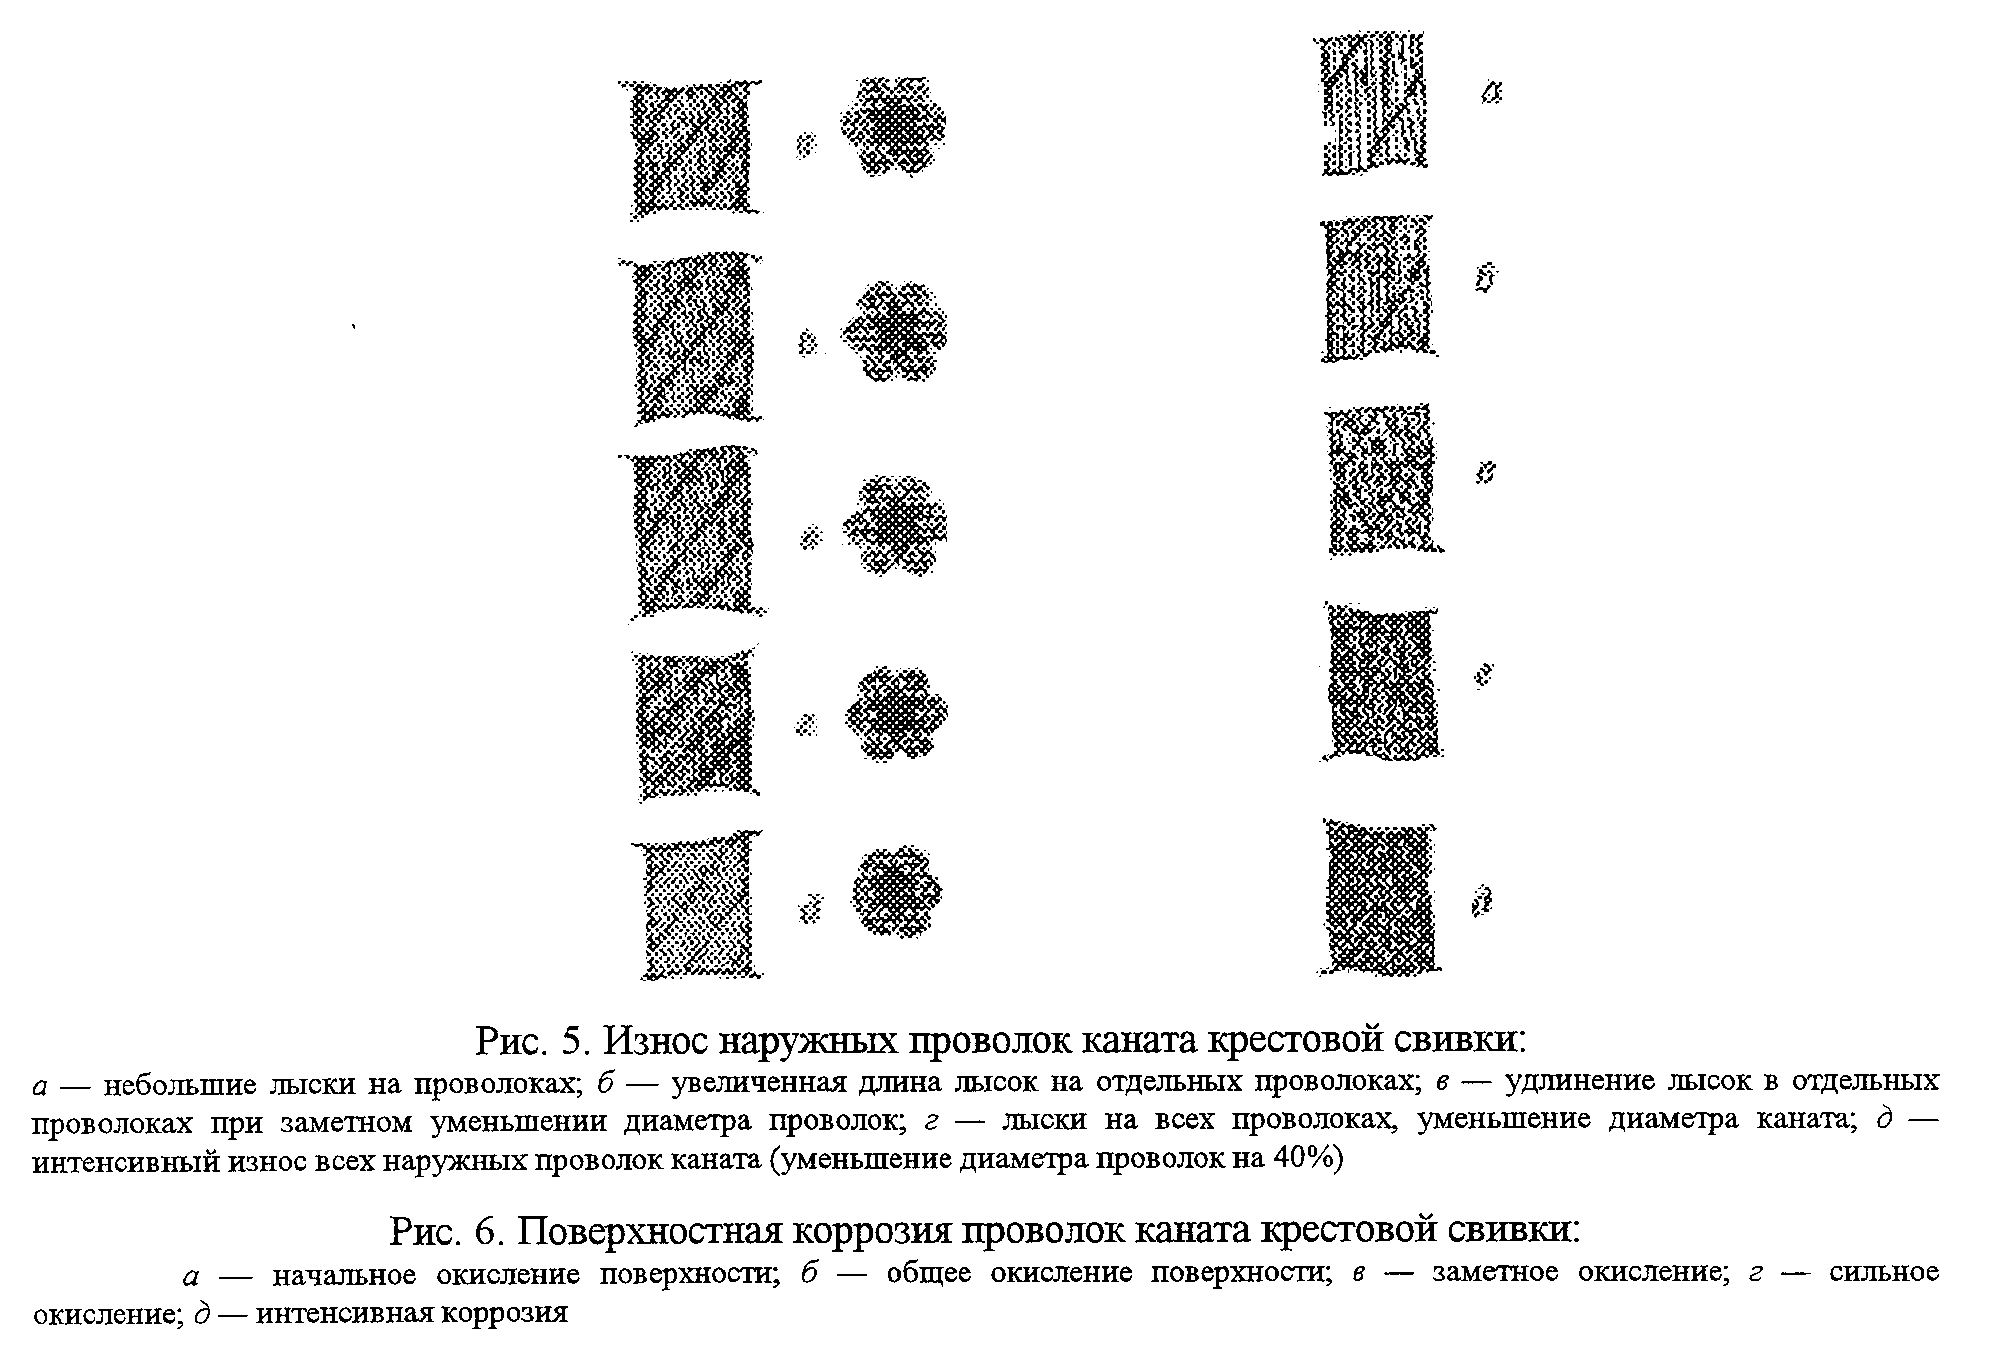 а
б
в
г
д
а
б
в
г
д
Рис. 5. Износ наружных проволок каната крестовой свивки:
а — небольшие лыски на проволоках; б — увеличенная длина лысок на отдельных проволоках; в — удлинение лысок в отдельных
проволоках при заметном уменьшении диаметра проволок; г — лыски на всех проволоках, уменьшение диаметра каната; д —
интенсивный износ всех наружных проволок каната (уменьшение диаметра проволок на 40%)
Рис. 6. Поверхностная коррозия проволок каната крестовой свивки:
а — начальное окисление поверхности; б — общее окисление поверхности; в — заметное окисление; г — сильное
окисление; д — интенсивная коррозия